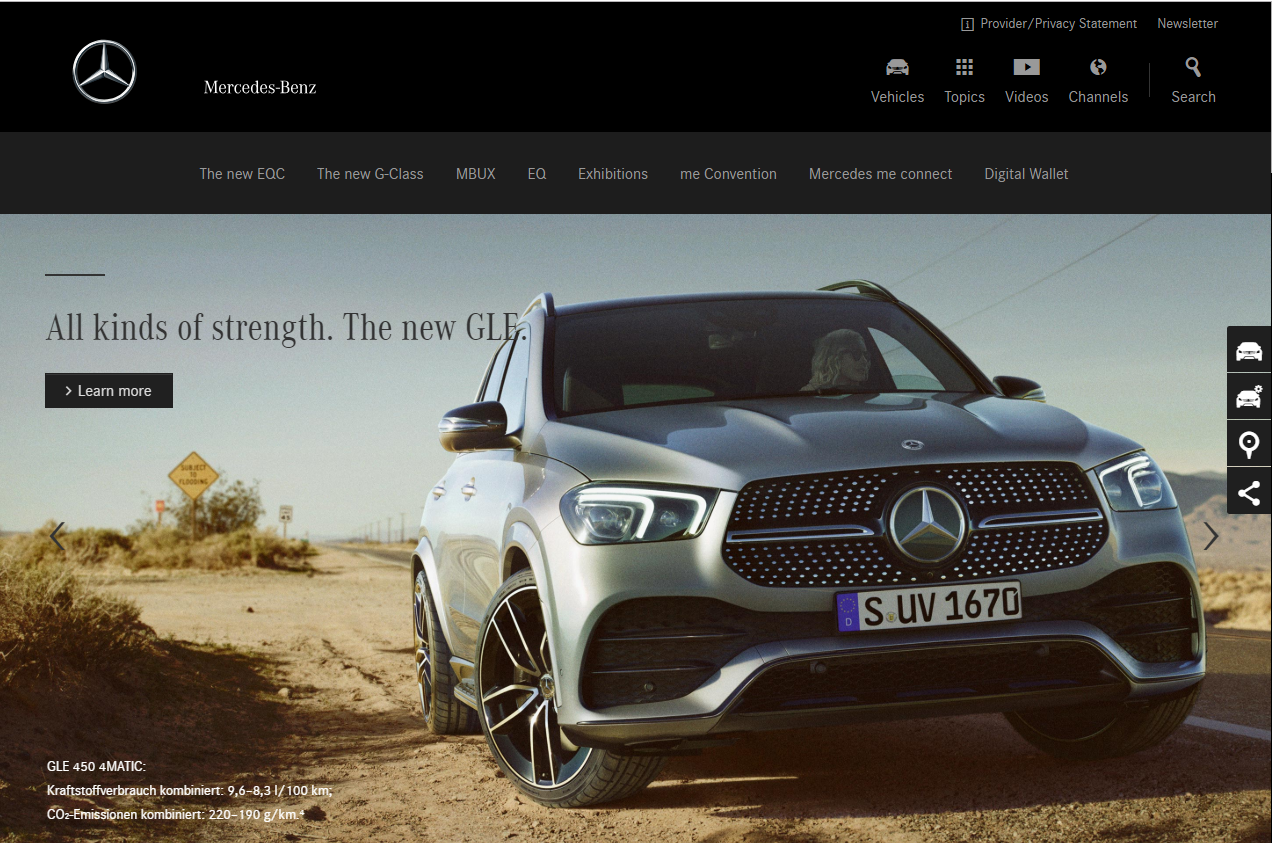 Provider/Privacy Statement Newsletter
Mercedes-Benz
Vehicles Topics Videos Channels Search
The new EQC The new G-Class MBUX EQ Exhibitions me Convention Mercedes me connect Digital Wallet
All kinds of strength. The new GLE.
> Learn more
SUBJECT
TO
FLOODING
D
S UV 1670
GLE 450 4MATIC:
Kraftstoffverbrauch kombiniert: 9,6–8,3 l/100 km;
CO₂-Emissionen kombiniert: 220–190 g/km.⁴